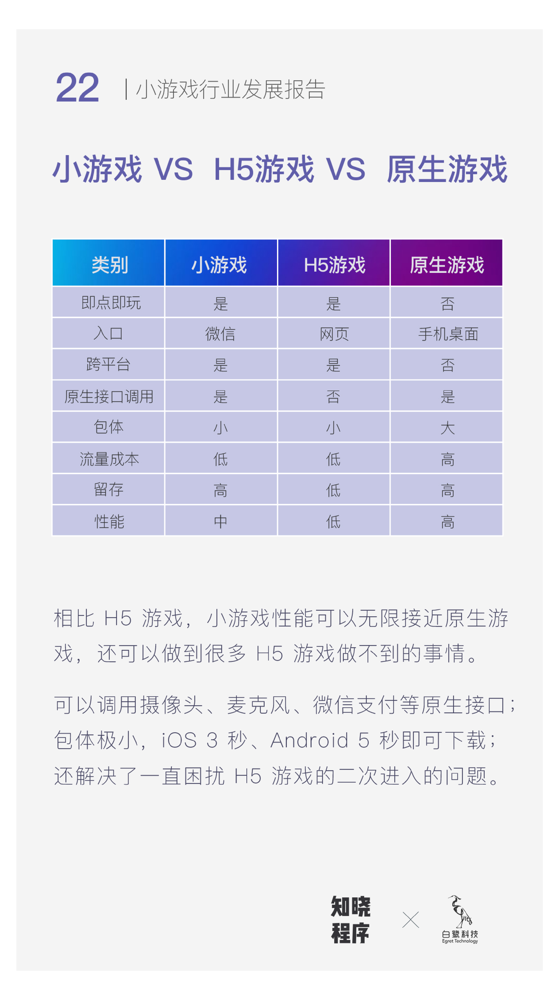 22 | 小游戏行业发展报告
小游戏 VS H5游戏 VS 原生游戏
类别 小游戏 H5游戏 原生游戏
即点即玩 是 是 否
入口 微信 网页 手机桌面
跨平台 是 是 否
原生接口调用 是 否 是
包体 小 小 大
流量成本 低 低 高
留存 高 低 高
性能 中 低 高
相比 H5 游戏，小游戏性能可以无限接近原生游
戏，还可以做到很多 H5 游戏做不到的事情。
可以调用摄像头、麦克风、微信支付等原生接口；
包体极小，iOS 3 秒、Android 5 秒即可下载；
还解决了一直困扰 H5 游戏的二次进入的问题。
知晓
程序
白鹭科技
Egret Technology